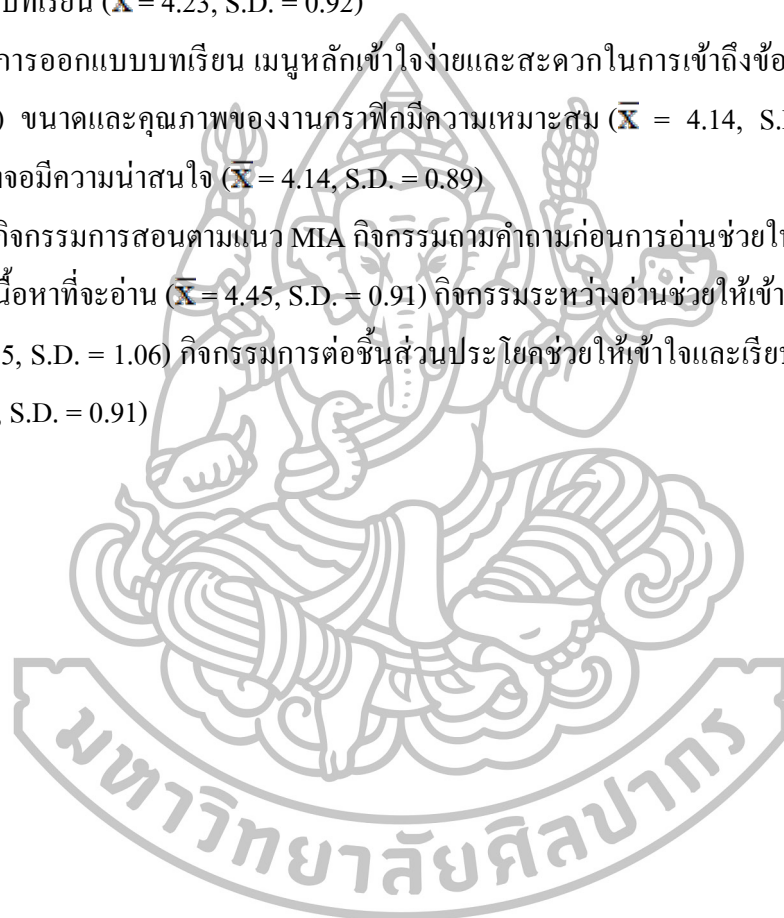 บทเรียน (x̄ = 4.23, S.D. = 0.92)
การออกแบบบทเรียน เมนูหลักเข้าใจง่ายและสะดวกในการเข้าถึงข้อ
) ขนาดและคุณภาพของงานกราฟิกมีความเหมาะสม (x̄ = 4.14, S.
จอมีความน่าสนใจ (x̄ = 4.14, S.D. = 0.89)
กิจกรรมการสอนตามแนว MIA กิจกรรมถามคำถามก่อนการอ่านช่วยให้
เนื้อหาที่จะอ่าน (x̄ = 4.45, S.D. = 0.91) กิจกรรมระหว่างอ่านช่วยให้เข้า
5, S.D. = 1.06) กิจกรรมการต่อชิ้นส่วนประโยคช่วยให้เข้าใจและเรีย
, S.D. = 0.91)
มหาวิทยาลัยศิลปากร